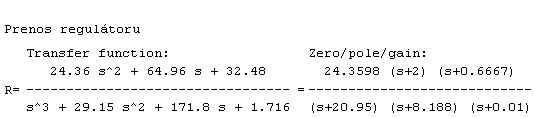 Prenos regulátoru
Transfer function: Zero/pole/gain:
24.36 s^2 + 64.96 s + 32.48 24.3598 (s+2) (s+0.6667)
R= -------------------------------- = ----------------------------
s^3 + 29.15 s^2 + 171.8 s + 1.716 (s+20.95) (s+8.188) (s+0.01)